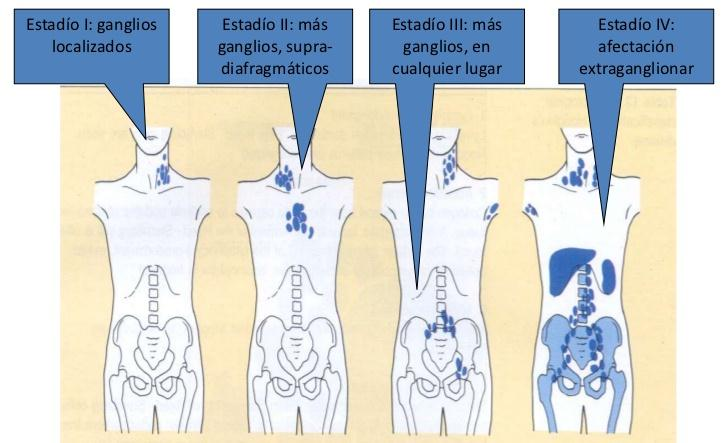 Estadío I: ganglios
localizados
Estadío II: más
ganglios, supra-
diafragmáticos
Estadío III: más
ganglios, en
cualquier lugar
Estadío IV:
afectación
extraganglionar